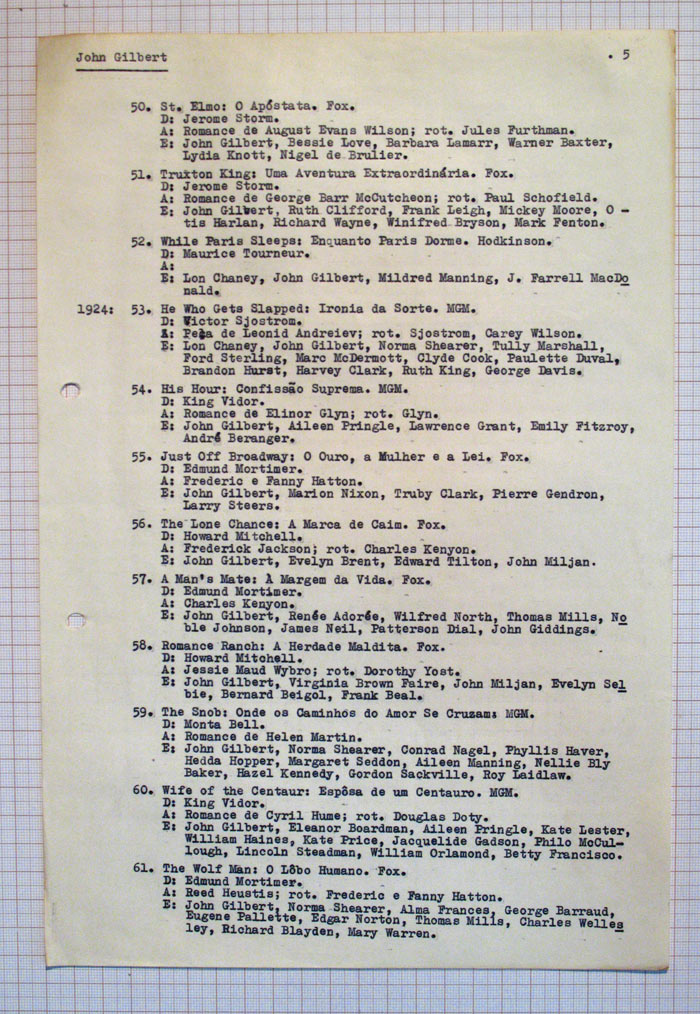 John Gilbert . 5
50. St. Elmo: O Apóstata. Fox.
D: Jerome Storm.
A: Romance de August Evans Wilson; rot. Jules Furthman.
E: John Gilbert, Bessie Love, Barbara Lamarr, Warner Baxter,
Lydia Knott, Nigel de Brulier.
51. Truxton King: Uma Aventura Extraordinária. Fox.
D: Jerome Storm.
A: Romance de George Barr McCutcheon; rot. Paul Schofield.
E: John Gilbert, Ruth Clifford, Frank Leigh, Mickey Moore, O -
tis Harlan, Richard Wayne, Winifred Bryson, Mark Fenton.
52. While Paris Sleeps: Enquanto Paris Dorme. Hodkinson.
D: Maurice Tourneur.
A:
E: Lon Chaney, John Gilbert, Mildred Manning, J. Farrell MacDo
nald.
1924: 53. He Who Gets Slapped: Ironia da Sorte. MGM.
D: Victor Sjostrom.
A: Peça de Leonid Andreiev; rot. Sjostrom, Carey Wilson.
E: Lon Chaney, John Gilbert, Norma Shearer, Tully Marshall,
Ford Sterling, Marc McDermott, Clyde Cook, Paulette Duval,
Brandon Hurst, Harvey Clark, Ruth King, George Davis.
54. His Hour: Confissão Suprema. MGM.
D: King Vidor.
A: Romance de Elinor Glyn; rot. Glyn.
E: John Gilbert, Aileen Pringle, Lawrence Grant, Emily Fitzroy,
André Beranger.
55. Just Off Broadway: O Ouro, a Mulher e a Lei. Fox.
D: Edmund Mortimer.
A: Frederic e Fanny Hatton.
E: John Gilbert, Marion Nixon, Truby Clark, Pierre Gendron,
Larry Steers.
56. The Lone Chance: A Marca de Caim. Fox.
D: Howard Mitchell.
A: Frederick Jackson; rot. Charles Kenyon.
E: John Gilbert, Evelyn Brent, Edward Tilton, John Miljan.
57. A Man's Mate: À Margem da Vida. Fox.
D: Edmund Mortimer.
A: Charles Kenyon.
E: John Gilbert, Renée Adorée, Wilfred North, Thomas Mills, No
ble Johnson, James Neil, Patterson Dial, John Giddings.
58. Romance Ranch: A Herdade Maldita. Fox.
D: Howard Mitchell.
A: Jessie Maud Wybro; rot. Dorothy Yost.
E: John Gilbert, Virginia Brown Faire, John Miljan, Evelyn Sel
bie, Bernard Beigol, Frank Beal.
59. The Snob: Onde os Caminhos do Amor Se Cruzam: MGM.
D: Monta Bell.
A: Romance de Helen Martin.
E: John Gilbert, Norma Shearer, Conrad Nagel, Phyllis Haver,
Hedda Hopper, Margaret Seddon, Aileen Manning, Nellie Bly
Baker, Hazel Kennedy, Gordon Sackville, Roy Laidlaw.
60. Wife of the Centaur: Espôsa de um Centauro. MGM.
D: King Vidor.
A: Romance de Cyril Hume; rot. Douglas Doty.
E: John Gilbert, Eleanor Boardman, Aileen Pringle, Kate Lester,
William Haines, Kate Price, Jacquelide Gadson, Philo McCul-
lough, Lincoln Steadman, William Orlamond, Betty Francisco.
61. The Wolf Man: O Lôbo Humano. Fox.
D: Edmund Mortimer.
A: Reed Heustis; rot. Frederic e Fanny Hatton.
E: John Gilbert, Norma Shearer, Alma Frances, George Barraud,
Eugene Pallette, Edgar Norton, Thomas Mills, Charles Welles
ley, Richard Blayden, Mary Warren.